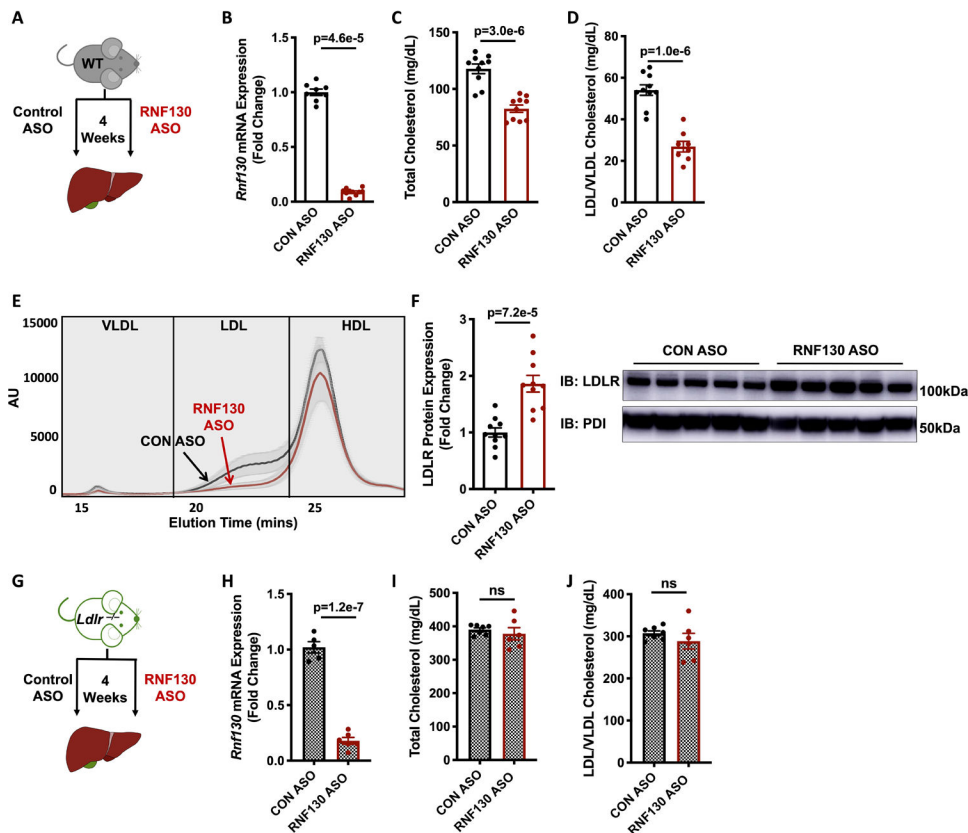 A
WT
Control
ASO
4
Weeks
RNF130
ASO
B
Rnf130 mRNA Expression
(Fold Change)
1.5
1.0
0.5
0.0
p=4.6e-5
CON ASO
RNF130 ASO
C
Total Cholesterol (mg/dL)
150
100
50
0
p=3.0e-6
CON ASO
RNF130 ASO
D
LDL/VLDL Cholesterol (mg/dL)
80
60
40
20
0
p=1.0e-6
CON ASO
RNF130 ASO
E
AU
15000
10000
5000
0
VLDL
LDL
HDL
CON ASO
RNF130
ASO
15
20
25
Elution Time (mins)
F
LDLR Protein Expression
(Fold Change)
3
2
1
0
p=7.2e-5
CON ASO
RNF130 ASO
CON ASO
RNF130 ASO
IB: LDLR
100kDa
IB: PDI
50kDa
G
Ldlr -/-
Control
ASO
4
Weeks
RNF130
ASO
H
Rnf130 mRNA Expression
(Fold Change)
1.5
1.0
0.5
0.0
p=1.2e-7
CON ASO
RNF130 ASO
I
Total Cholesterol (mg/dL)
600
400
200
0
ns
CON ASO
RNF130 ASO
J
LDL/VLDL Cholesterol (mg/dL)
400
300
200
100
0
ns
CON ASO
RNF130 ASO